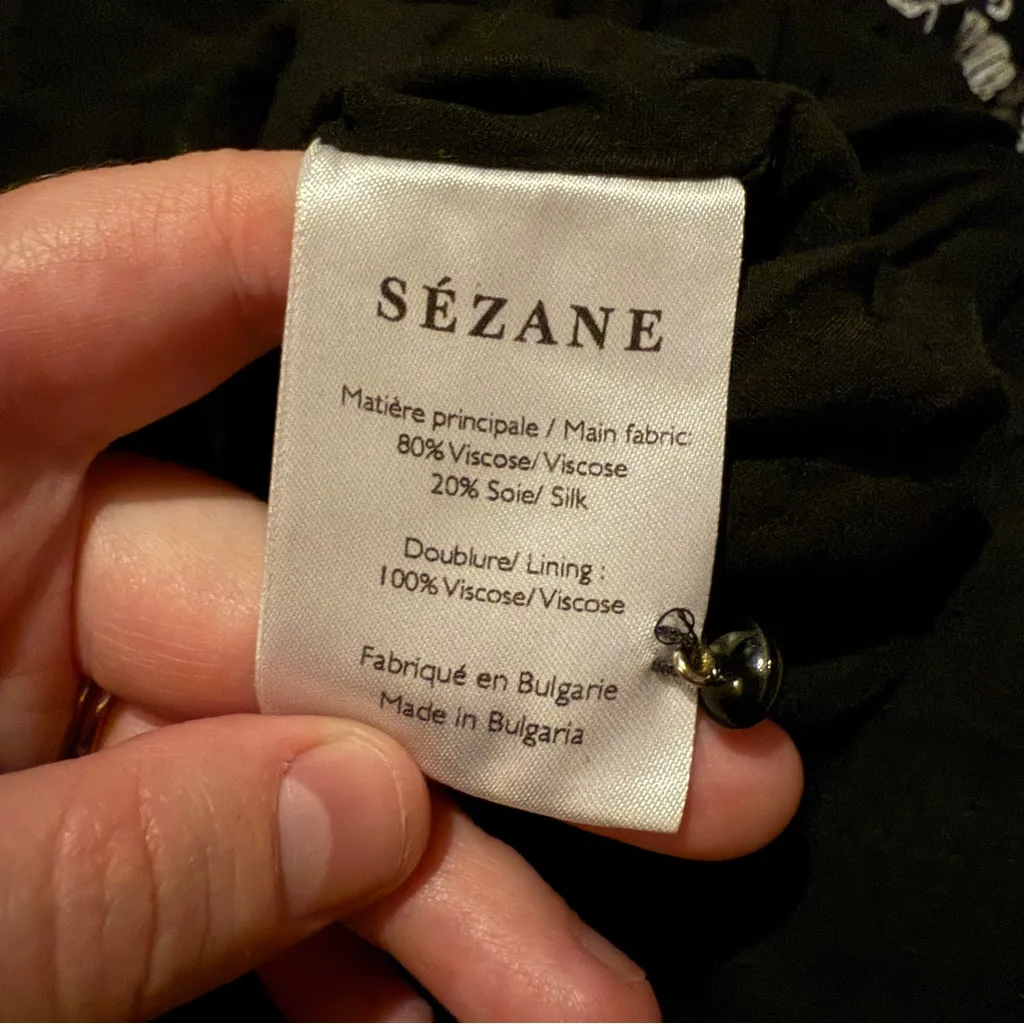 SÉZANE
Matière principale / Main fabric:
80% Viscose/ Viscose
20% Soie/ Silk
Doublure/ Lining :
100% Viscose/ Viscose
Fabriqué en Bulgarie
Made in Bulgaria